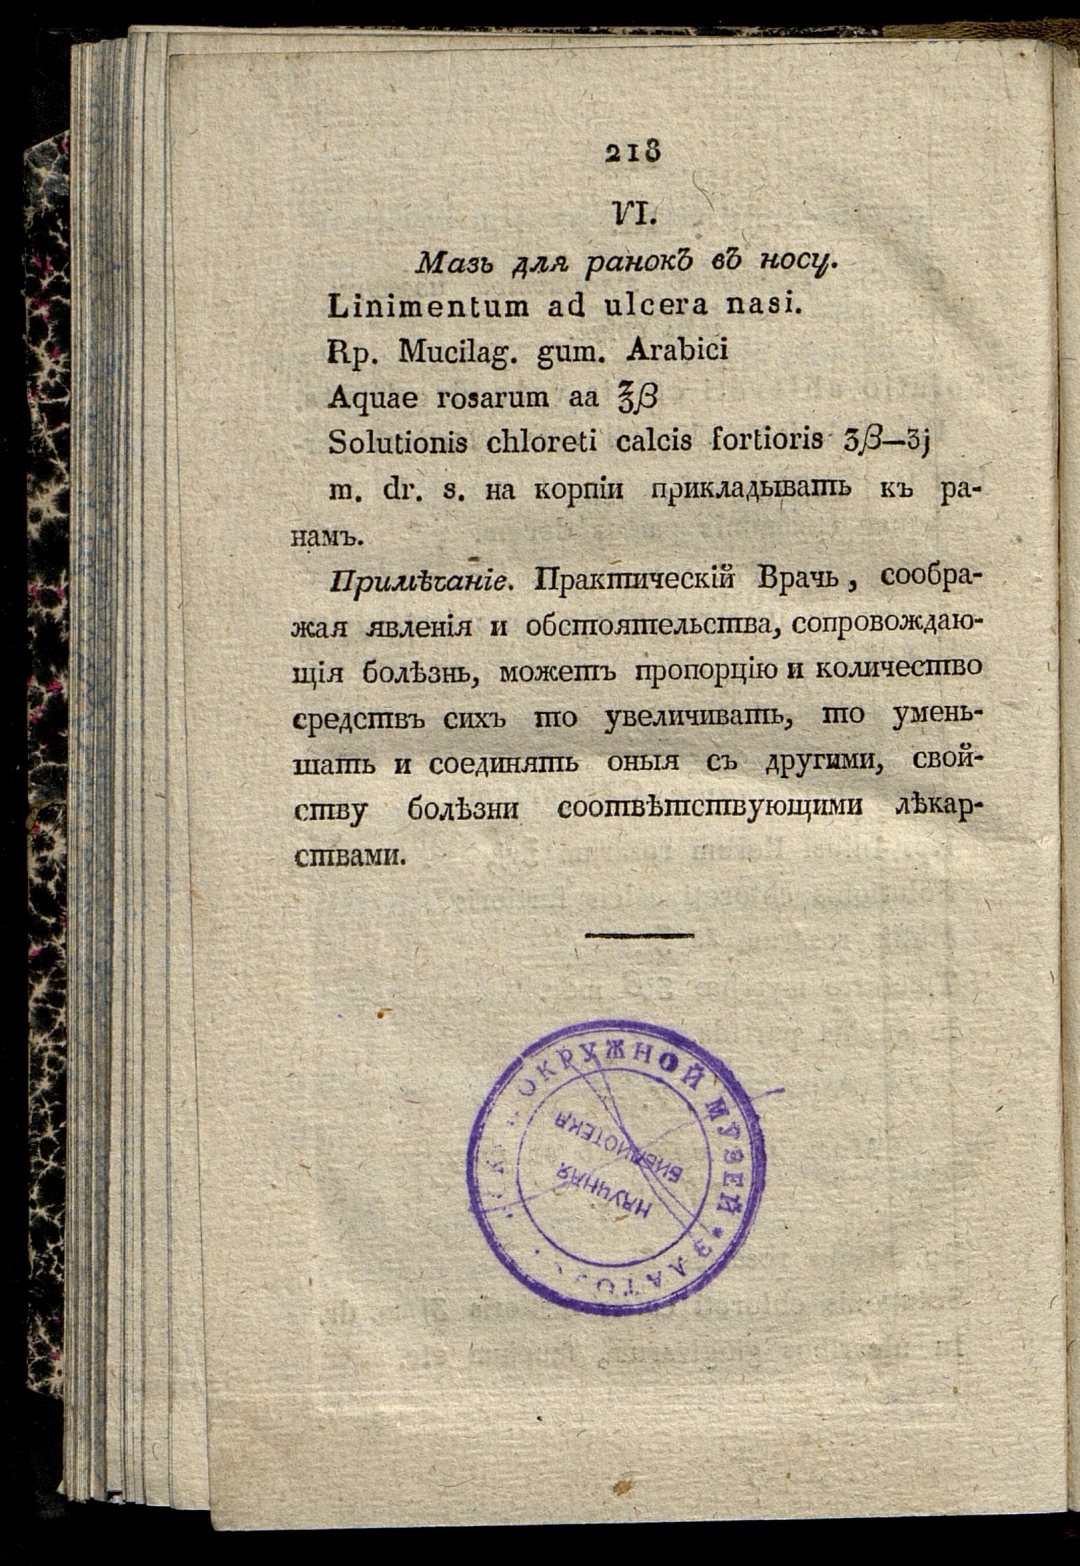 218
VI.
Мазь для ранокъ въ носу.
Linimentum ad ulcera nasi.
Rp. Mucilag. gum. Arabici
Aquae rosarum aa ℥β
Solutionis chloreti calcis fortioris ʒβ—ʒj
m. dr. s. на корпіи прикладывать къ ра-
намъ.
Примѣчаніе. Практическій Врачь, сообра-
жая явленія и обстоятельства, сопровождаю-
щія болѣзнь, можетъ пропорцію и количество
средствъ сихъ то увеличивать, то умень-
шать и соединять оныя съ другими, свой-
ству болѣзни соотвѣтствующими лѣкар-
ствами.
ОКРУЖНОЙ МУЗЕЙ *
НАУЧНАЯ
БИБЛИОТЕКА